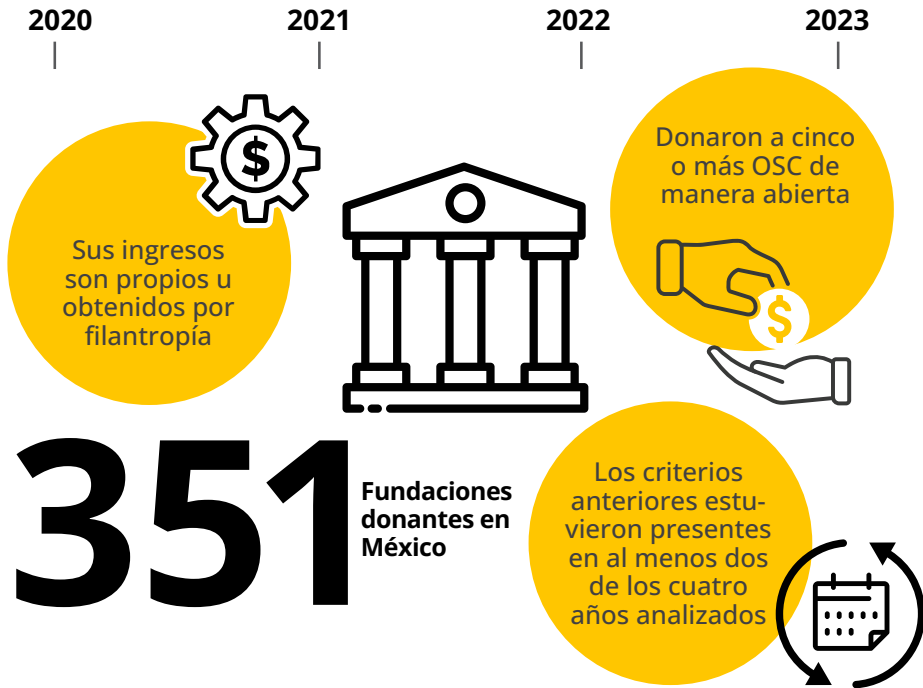 2020 2021 2022 2023
$
Sus ingresos
son propios u
obtenidos por
filantropía
Donaron a cinco
o más OSC de
manera abierta
$
351
Fundaciones
donantes en
México
Los criterios
anteriores estu-
vieron presentes
en al menos dos
de los cuatro
años analizados